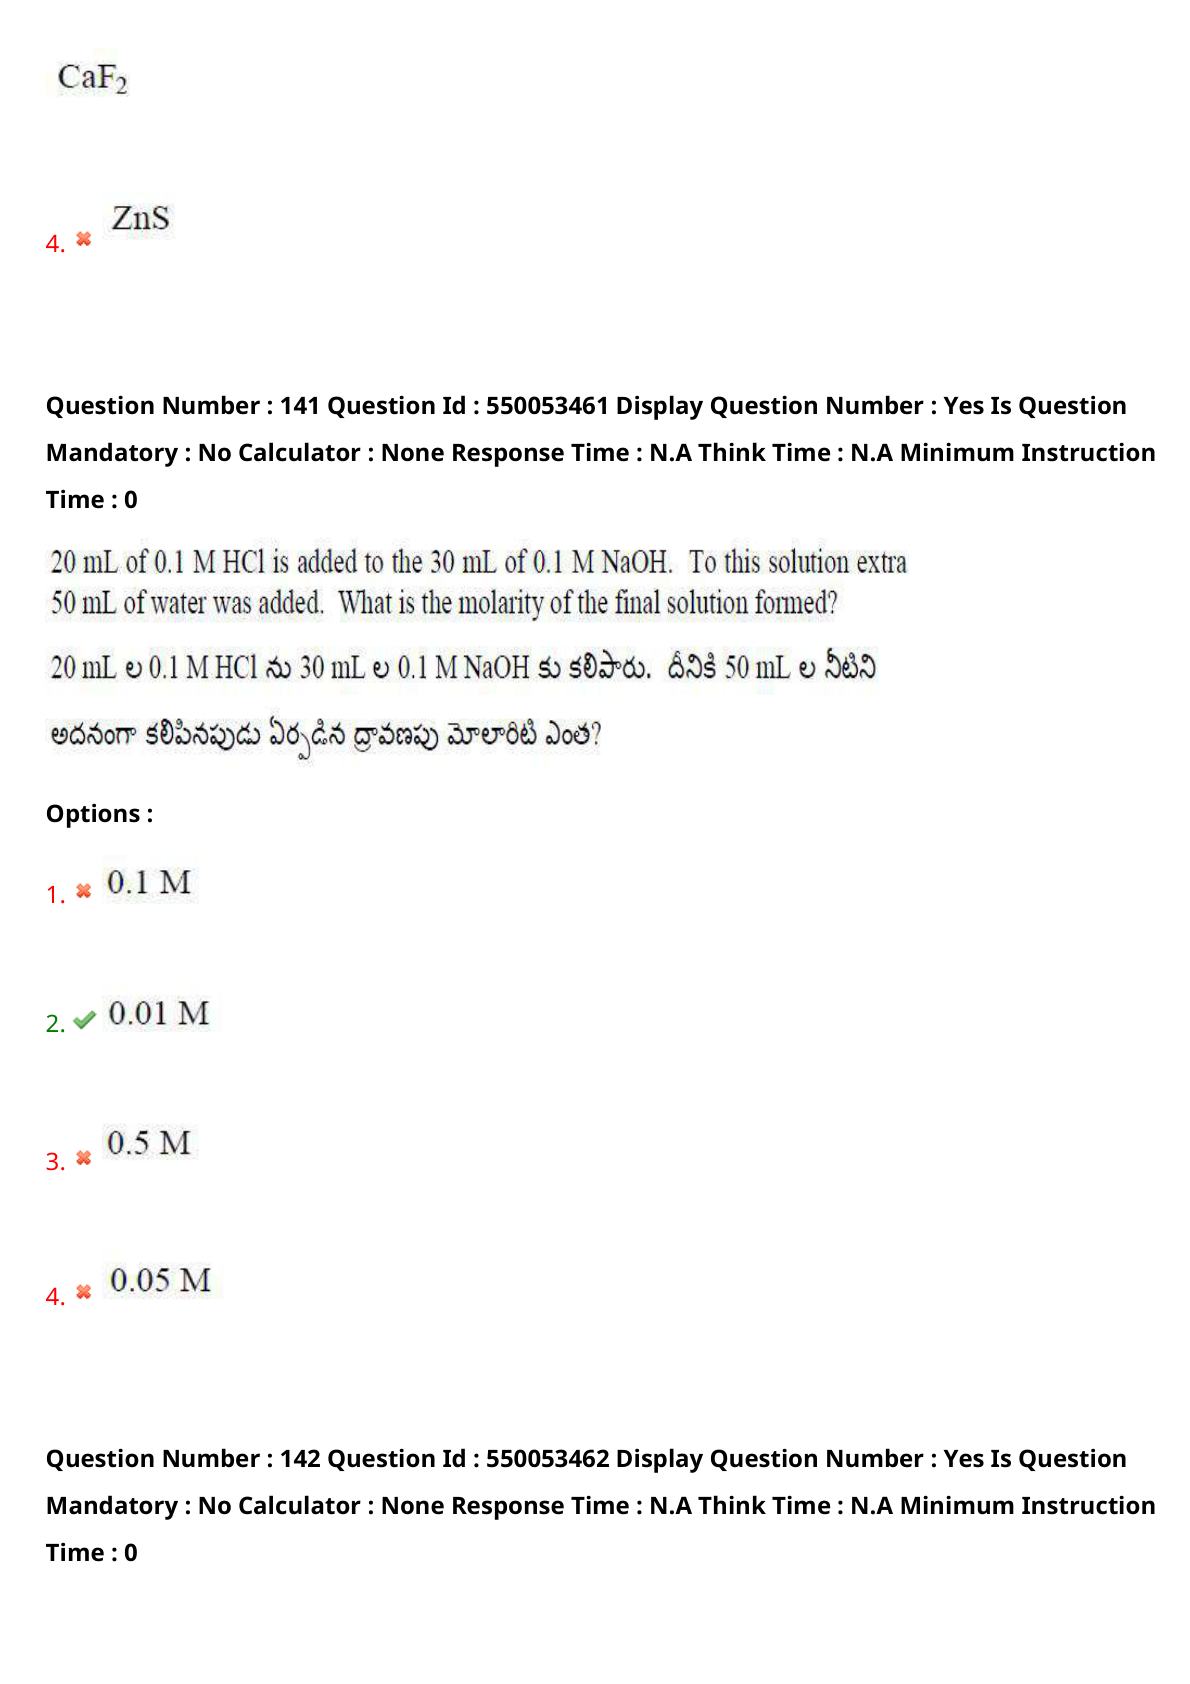 CaF₂
4. ZnS
Question Number : 141 Question Id : 550053461 Display Question Number : Yes Is Question
Mandatory : No Calculator : None Response Time : N.A Think Time : N.A Minimum Instruction
Time : 0
20 mL of 0.1 M HCl is added to the 30 mL of 0.1 M NaOH. To this solution extra
50 mL of water was added. What is the molarity of the final solution formed?
20 mL ల 0.1 M HCl ను 30 mL ల 0.1 M NaOH కు కలిపారు. దీనికి 50 mL ల నీటిని
అదనంగా కలిపినపుడు ఏర్పడిన ద్రావణపు మోలారిటి ఎంత?
Options :
1. 0.1 M
2. 0.01 M
3. 0.5 M
4. 0.05 M
Question Number : 142 Question Id : 550053462 Display Question Number : Yes Is Question
Mandatory : No Calculator : None Response Time : N.A Think Time : N.A Minimum Instruction
Time : 0